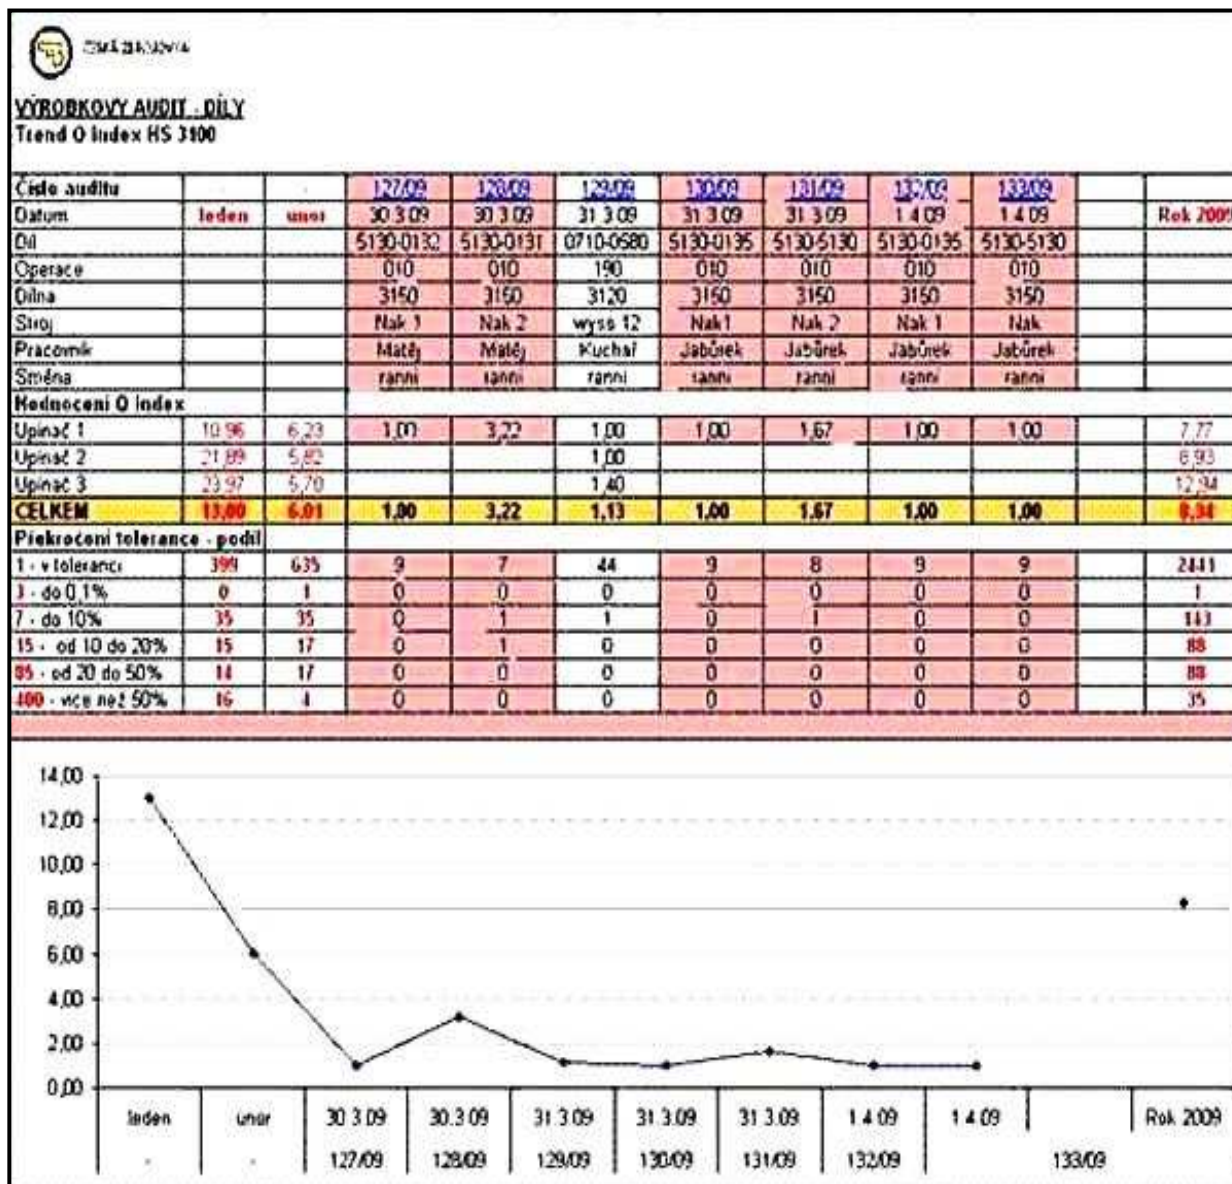 VÝROBKOVÝ AUDIT - DÍLY
Trend Q index HS 3100
Číslo auditu 127/09 128/09 129/09 130/09 131/09 132/09 133/09
Datum leden únor 30 3 09 30 3 09 31 3 09 31 3 09 31 3 09 1 4 09 1 4 09 Rok 2009
Díl 5130-0132 5130-0131 0710-0580 5130-0135 5130-5130 5130-0135 5130-5130
Operace 010 010 190 010 010 010 010
Dílna 3150 3150 3120 3150 3150 3150 3150
Stroj Nak 1 Nak 2 wyss 12 Nak1 Nak 2 Nak 1 Nak
Pracovník Matěj Matěj Kuchař Jabůrek Jabůrek Jabůrek Jabůrek
Směna ranní ranní ranní ranní ranní ranní ranní
Hodnocení Q index
Upínač 1 10,96 6,23 1,00 3,22 1,00 1,00 1,67 1,00 1,00 7,77
Upínač 2 21,89 5,82 1,00 6,93
Upínač 3 23,97 5,70 1,40 12,94
CELKEM 13,00 6,01 1,00 3,22 1,13 1,00 1,67 1,00 1,00
Překročení tolerance - podíl
1 - v toleranci 399 635 9 7 44 9 8 9 9 2441
3 - do 0,1% 0 1 0 0 0 0 0 0 0 1
7 - do 10% 35 35 0 1 1 0 1 0 0 143
15 - od 10 do 20% 15 17 0 1 0 0 0 0 0 88
85 - od 20 do 50% 14 17 0 0 0 0 0 0 0 88
400 - více než 50% 16 4 0 0 0 0 0 0 0 35
14,00
12,00
10,00
8,00
6,00
4,00
2,00
0,00
leden únor 30 3 09 30.3.09 31 3.09 31 3.09 31 3 09 1 4 09 1 4 09 Rok 2009
127/09 128/09 129/09 130/09 131/09 132/09 133/09